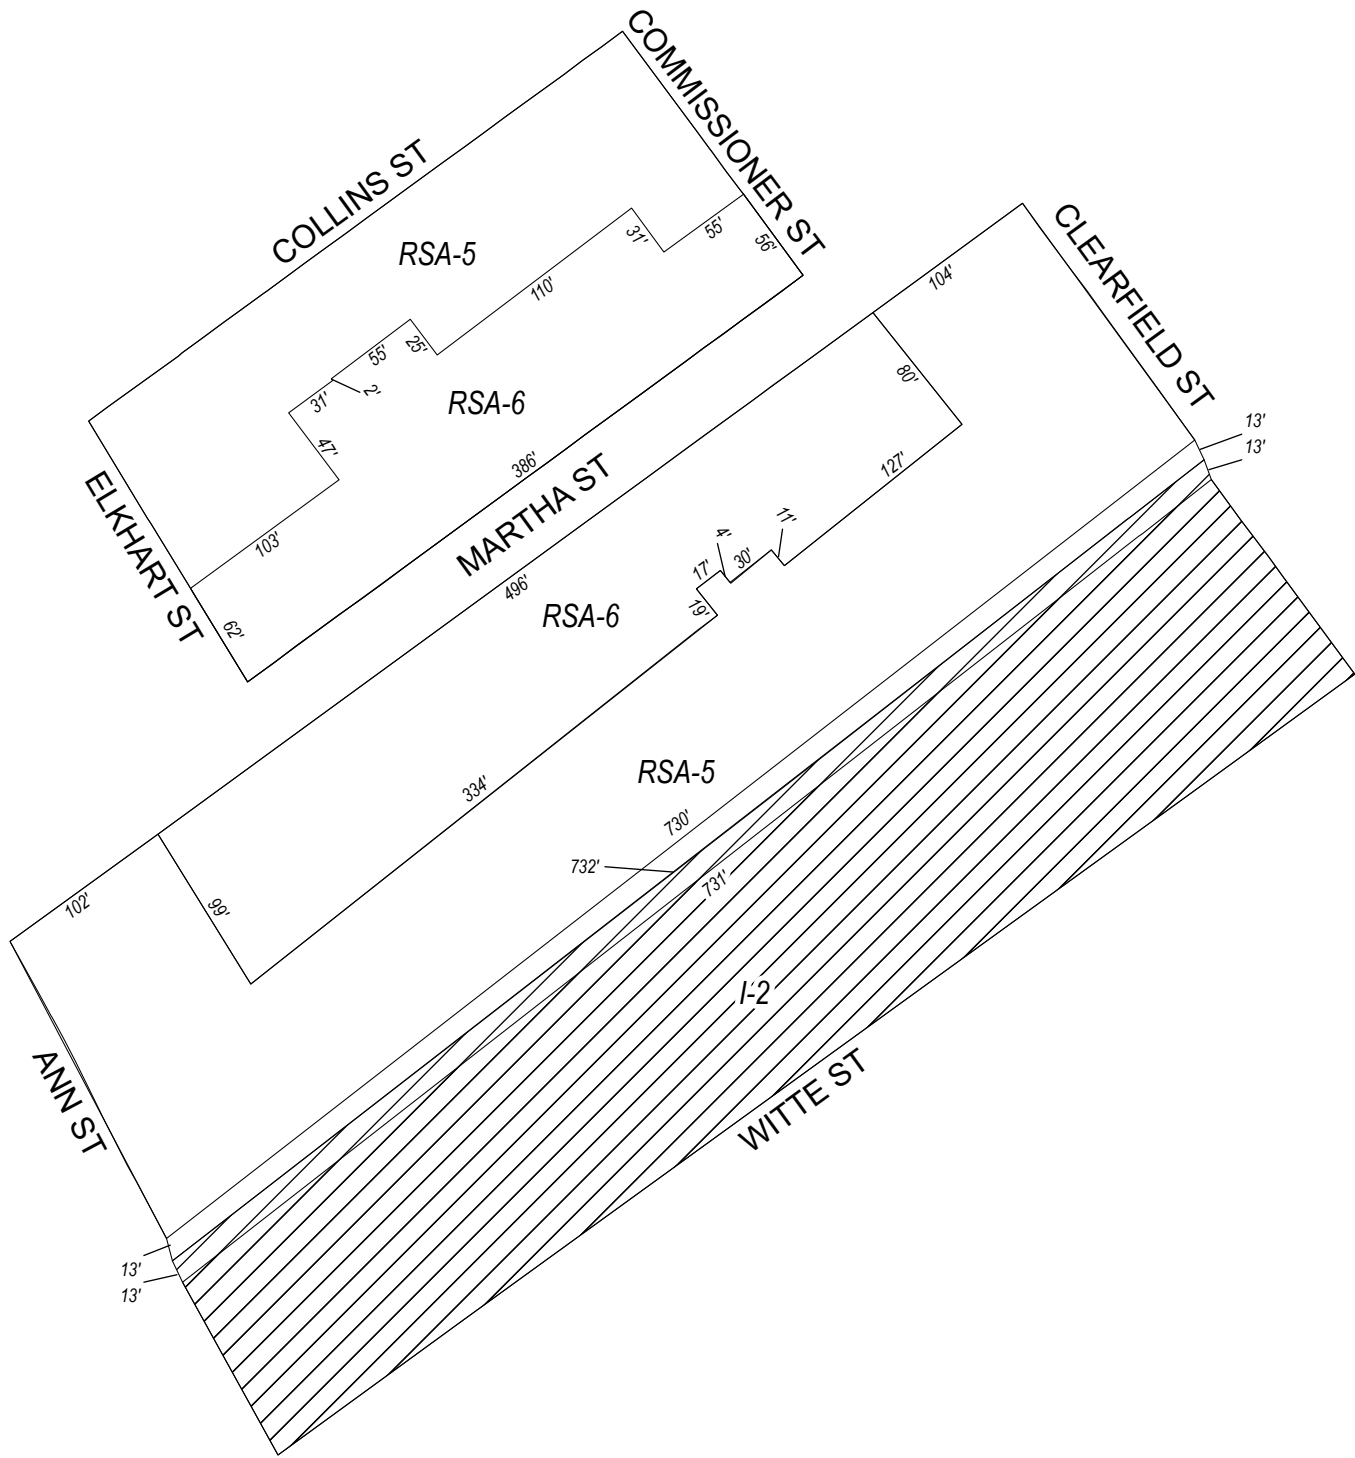 COMMISSIONER ST
COLLINS ST
CLEARFIELD ST
RSA-5
31'
55'
56'
104'
110'
55'
25'
2'
31'
RSA-6
80'
47'
386'
MARTHA ST
127'
13'
13'
ELKHART ST
103'
62'
496'
RSA-6
4'
11'
17'
30'
19'
RSA-5
334'
730'
732'
731'
102'
99'
I-2
ANN ST
WITTE ST
13'
13'